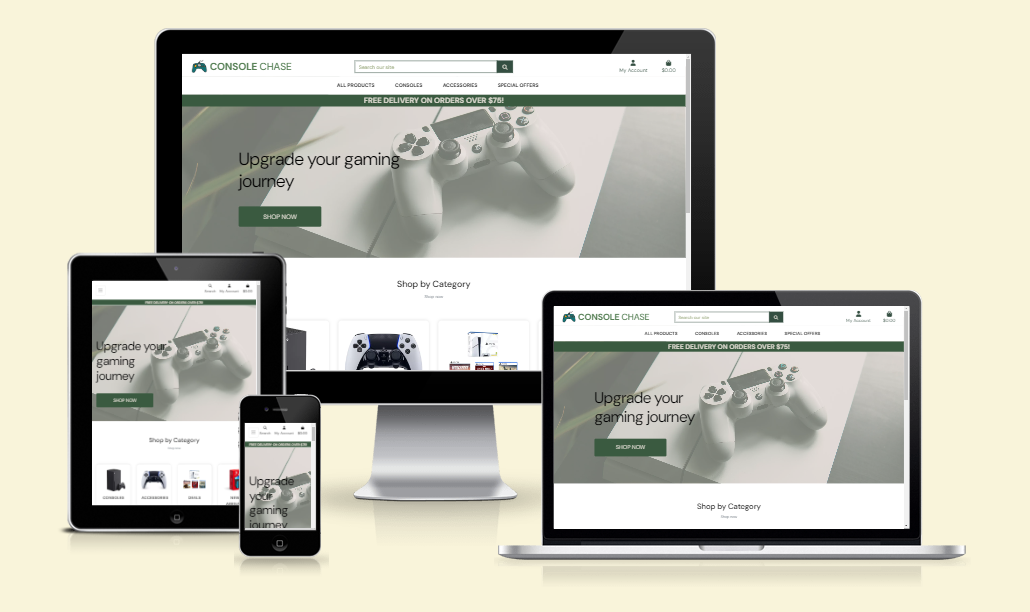 CONSOLE CHASE
Search our site
My Account
$0.00
ALL PRODUCTS
CONSOLES
ACCESSORIES
SPECIAL OFFERS
FREE DELIVERY ON ORDERS OVER $75!
Upgrade your gaming
journey
SHOP NOW
Shop by Category
Shop now
Search
My Account
$0.00
FREE DELIVERY ON ORDERS OVER $75!
Upgrade your
gaming
journey
SHOP NOW
Shop by Category
CONSOLES
ACCESSORIES
DEALS
Search
My Account
$0.00
FREE DELIVERY ON ORDERS OVER $75!
Upgrade
your
gaming
journey
CONSOLE CHASE
Search our site
My Account
$0.00
ALL PRODUCTS
CONSOLES
ACCESSORIES
SPECIAL OFFERS
FREE DELIVERY ON ORDERS OVER $75!
Upgrade your
gaming journey
SHOP NOW
Shop by Category
Shop now